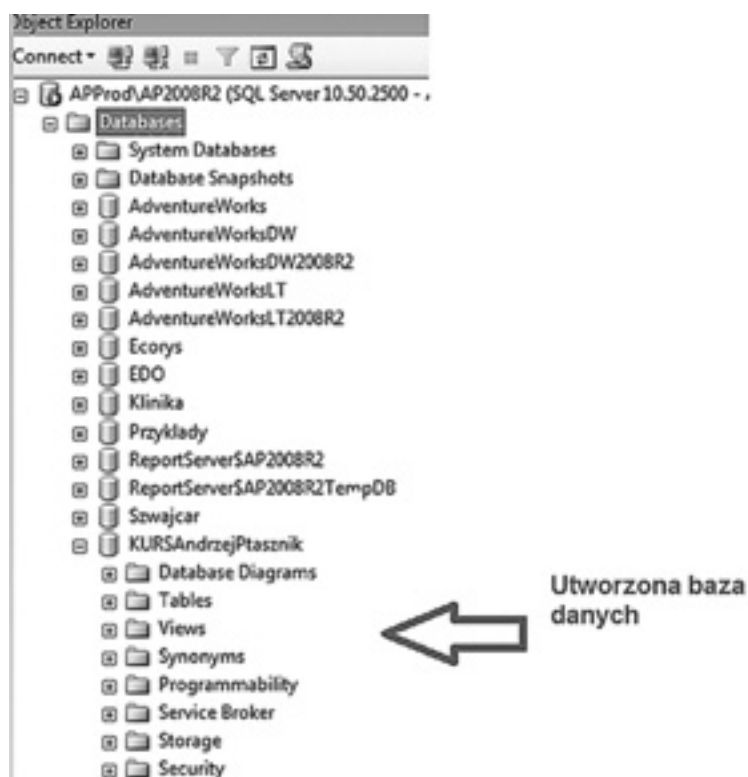 Object Explorer
Connect
APProd\AP2008R2 (SQL Server 10.50.2500 -
Databases
System Databases
Database Snapshots
AdventureWorks
AdventureWorksDW
AdventureWorksDW2008R2
AdventureWorksLT
AdventureWorksLT2008R2
Ecorys
EDO
Klinika
Przyklady
ReportServer$AP2008R2
ReportServer$AP2008R2TempDB
Szwajcar
KURSAndrzejPtasznik
Database Diagrams
Tables
Views
Synonyms
Programmability
Service Broker
Storage
Security
Utworzona baza
danych